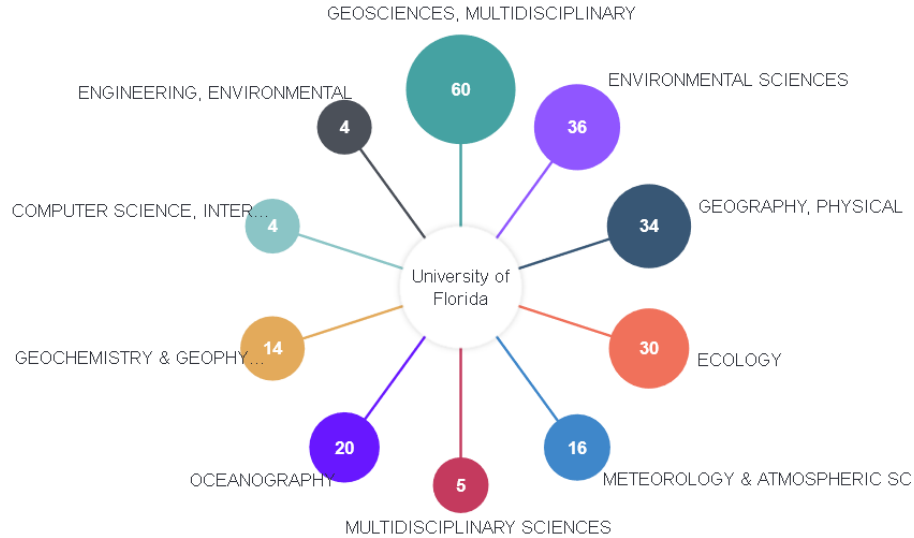 GEOSCIENCES, MULTIDISCIPLINARY
60
ENGINEERING, ENVIRONMENTAL
4
ENVIRONMENTAL SCIENCES
36
COMPUTER SCIENCE, INTER...
4
GEOGRAPHY, PHYSICAL
34
University of
Florida
GEOCHEMISTRY & GEOPHY...
14
30
ECOLOGY
OCEANOGRAPHY
20
16
METEOROLOGY & ATMOSPHERIC SC
5
MULTIDISCIPLINARY SCIENCES